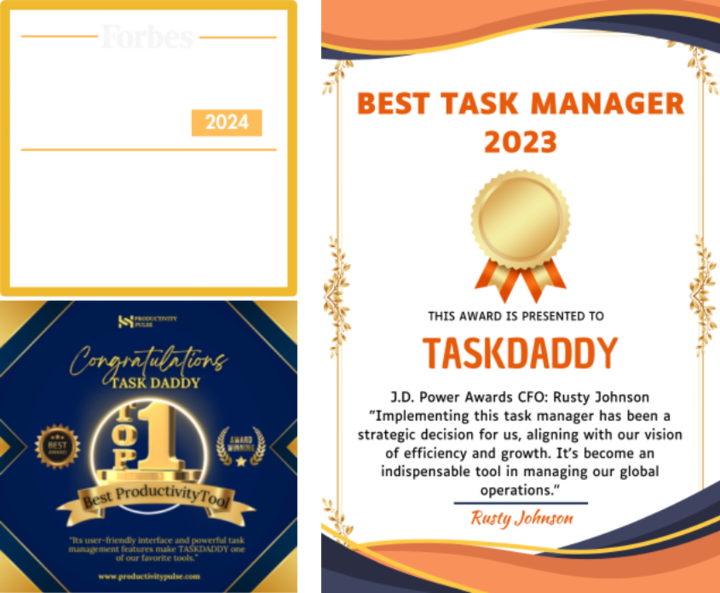 Forbes
2024
PRODUCTIVITY
PULSE
Congratulations
TASK DADDY
BEST
AWARD
TOP
1
AWARD
WINNING
Best ProductivityTool
"Its user-friendly interface and powerful task
management features make TASKDADDY one
of our favorite tools."
www.productivitypulse.com
BEST TASK MANAGER
2023
THIS AWARD IS PRESENTED TO
TASKDADDY
J.D. Power Awards CFO: Rusty Johnson
"Implementing this task manager has been a
strategic decision for us, aligning with our vision
of efficiency and growth. It's become an
indispensable tool in managing our global
operations."
Rusty Johnson